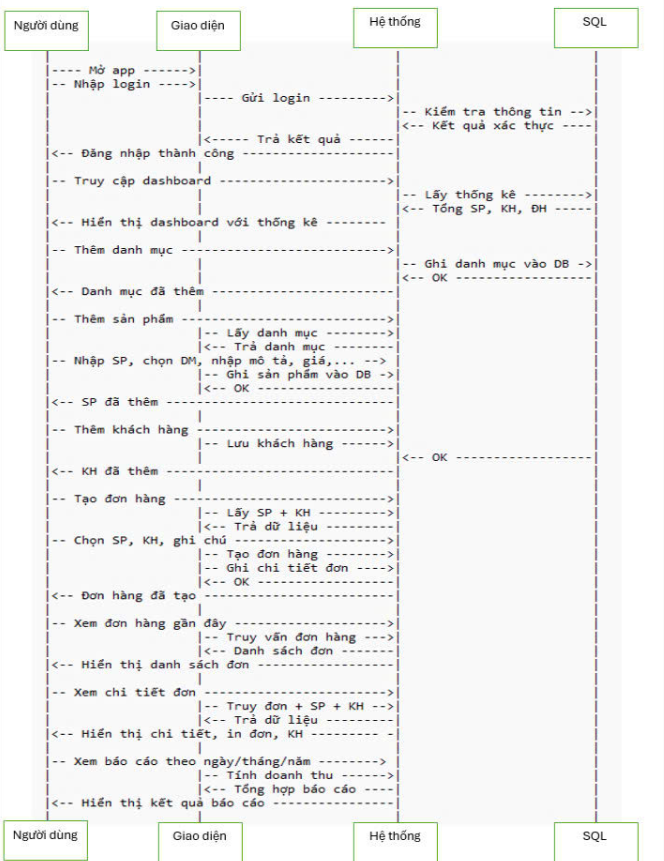 Người dùng Giao diện Hệ thống SQL
---- Mở app ------>
-- Nhập login ---->
---- Gửi login --------->
-- Kiểm tra thông tin -->
<-- Kết quả xác thực ----
<----- Trả kết quả ------
<-- Đăng nhập thành công --------------------
-- Truy cập dashboard ---------------------->
-- Lấy thống kê -------->
<-- Tổng SP, KH, ĐH -----
<-- Hiển thị dashboard với thống kê --------
-- Thêm danh mục --------------------------->
-- Ghi danh mục vào DB ->
<-- OK ------------------
<-- Danh mục đã thêm ------------------------
-- Thêm sản phẩm --------------------------->
-- Lấy danh mục -------->
<-- Trả danh mục --------
-- Nhập SP, chọn DM, nhập mô tả, giá,... -->
-- Ghi sản phẩm vào DB ->
<-- OK ------------------
<-- SP đã thêm ------------------------------
-- Thêm khách hàng ------------------------->
-- Lưu khách hàng ------>
<-- OK ------------------
<-- KH đã thêm ------------------------------
-- Tạo đơn hàng ---------------------------->
-- Lấy SP + KH --------->
<-- Trả dữ liệu ---------
-- Chọn SP, KH, ghi chú -------------------->
-- Tạo đơn hàng -------->
-- Ghi chi tiết đơn ---->
<-- OK ------------------
<-- Đơn hàng đã tạo -------------------------
-- Xem đơn hàng gần đây -------------------->
-- Truy vấn đơn hàng --->
<-- Danh sách đơn -------
<-- Hiển thị danh sách đơn ------------------
-- Xem chi tiết đơn ------------------------>
-- Truy đơn + SP + KH -->
<-- Trả dữ liệu ---------
<-- Hiển thị chi tiết, in đơn, KH --------- -
-- Xem báo cáo theo ngày/tháng/năm -------->
-- Tính doanh thu ------>
<-- Tổng hợp báo cáo ----
<-- Hiển thị kết quả báo cáo ----------------
Người dùng Giao diện Hệ thống SQL